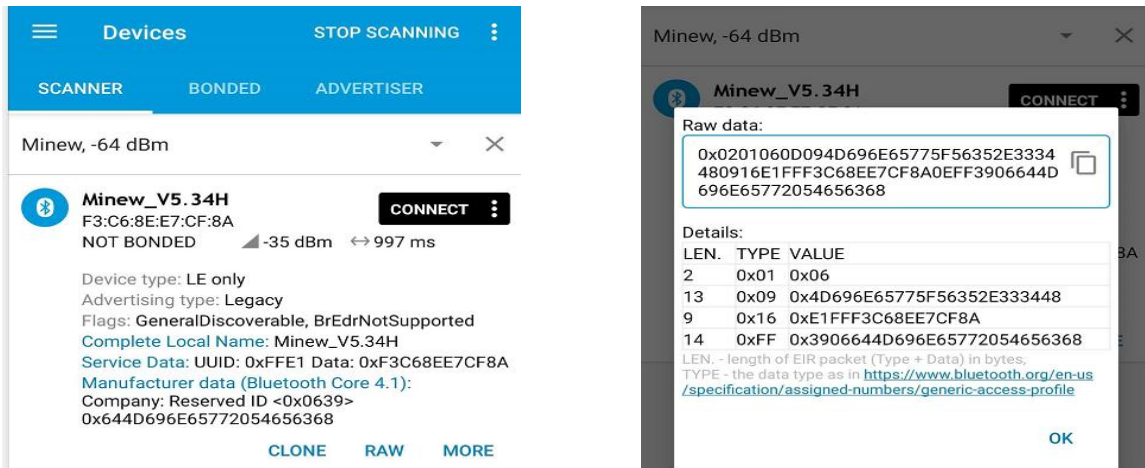 Devices
STOP SCANNING
SCANNER
BONDED
ADVERTISER
Minew, -64 dBm
Minew_V5.34H
CONNECT
F3:C6:8E:E7:CF:8A
NOT BONDED -35 dBm 997 ms
Device type: LE only
Advertising type: Legacy
Flags: GeneralDiscoverable, BrEdrNotSupported
Complete Local Name: Minew_V5.34H
Service Data: UUID: 0xFFE1 Data: 0xF3C68EE7CF8A
Manufacturer data (Bluetooth Core 4.1):
Company: Reserved ID <0x0639>
0x644D696E65772054656368
CLONE RAW MORE
Minew, -64 dBm
Minew_V5.34H
CONNECT
Raw data:
0x0201060D094D696E65775F56352E3334
480916E1FFF3C68EE7CF8A0EFF3906644D
696E65772054656368
Details:
8A
LEN. TYPE VALUE
2 0x01 0x06
13 0x09 0x4D696E65775F56352E333448
9 0x16 0xE1FFF3C68EE7CF8A
14 0xFF 0x3906644D696E65772054656368
LEN. - length of EIR packet (Type + Data) in bytes,
TYPE - the data type as in https://www.bluetooth.org/en-us
/specification/assigned-numbers/generic-access-profile
OK